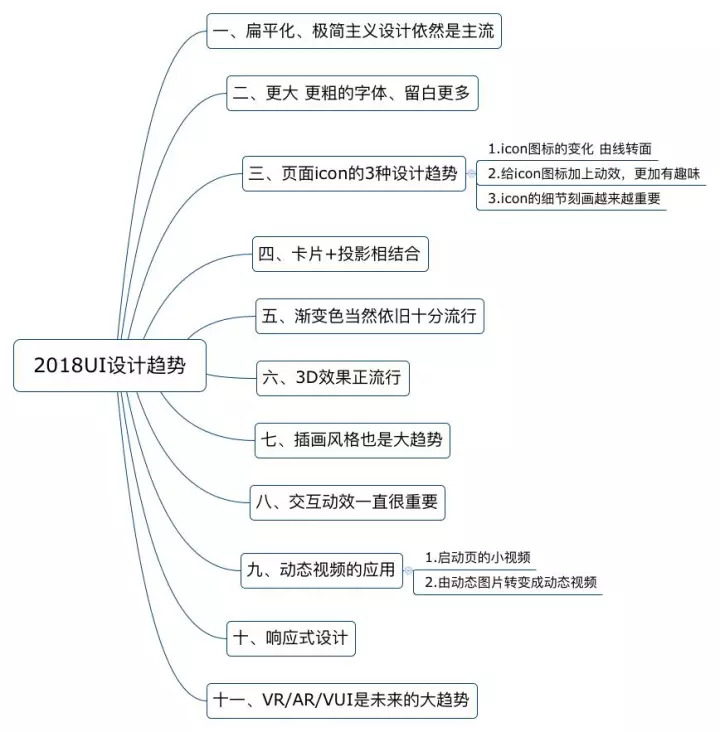 一、扁平化、极简主义设计依然是主流
二、更大 更粗的字体、留白更多
三、页面icon的3种设计趋势
1.icon图标的变化 由线转面
2.给icon图标加上动效，更加有趣味
3.icon的细节刻画越来越重要
四、卡片+投影相结合
五、渐变色当然依旧十分流行
2018UI设计趋势
六、3D效果正流行
七、插画风格也是大趋势
八、交互动效一直很重要
九、动态视频的应用
1.启动页的小视频
2.由动态图片转变成动态视频
十、响应式设计
十一、VR/AR/VUI是未来的大趋势